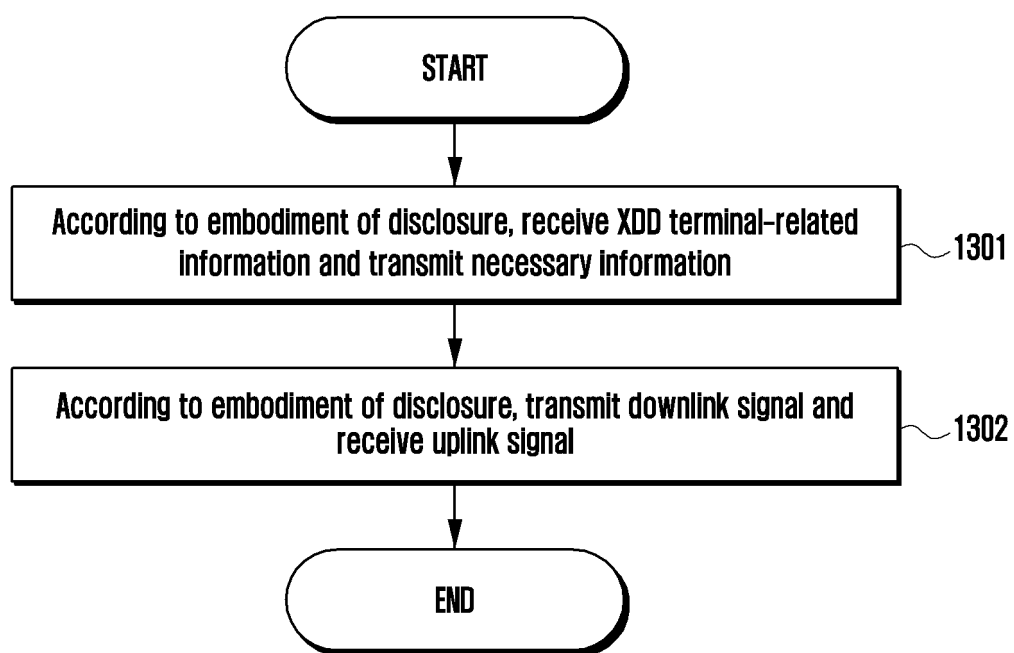 START
According to embodiment of disclosure, receive XDD terminal-related
information and transmit necessary information
1301
According to embodiment of disclosure, transmit downlink signal and
receive uplink signal
1302
END